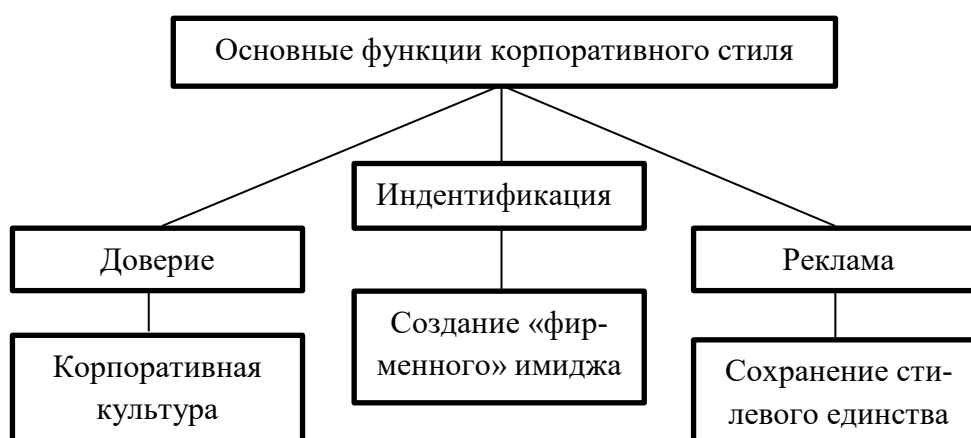 Основные функции корпоративного стиля
Индентификация
Доверие
Реклама
Создание «фир-
менного» имиджа
Корпоративная
культура
Сохранение сти-
левого единства